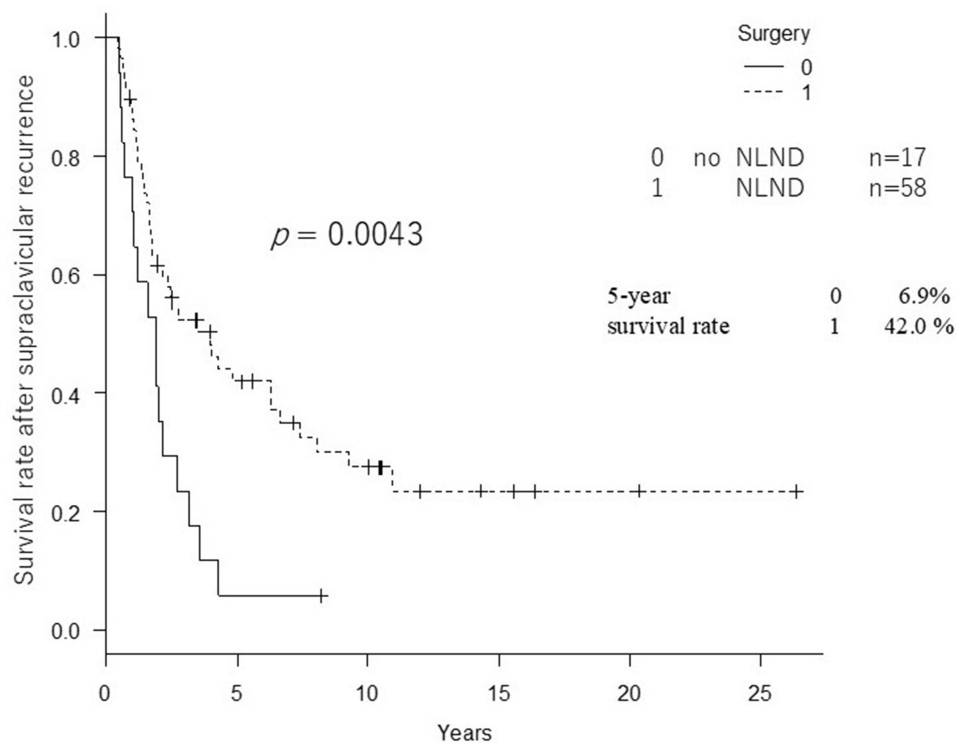 Surgery
0
1
0 no NLND n=17
1 NLND n=58
p = 0.0043
5-year 0 6.9%
survival rate 1 42.0 %
Survival rate after supraclavicular recurrence
1.0
0.8
0.6
0.4
0.2
0.0
0 5 10 15 20 25
Years